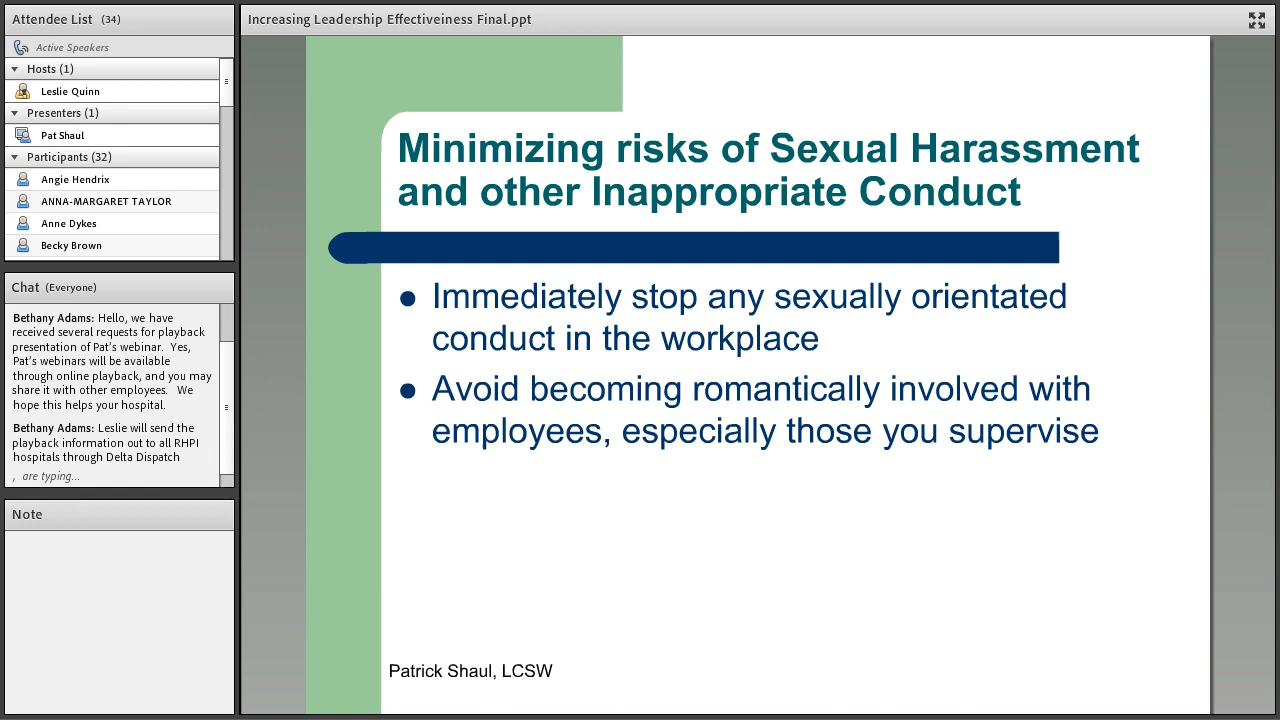 Attendee List (34)
Active Speakers
Hosts (1)
Leslie Quinn
Presenters (1)
Pat Shaul
Participants (32)
Angie Hendrix
ANNA-MARGARET TAYLOR
Anne Dykes
Becky Brown
Chat (Everyone)
Bethany Adams: Hello, we have
received several requests for playback
presentation of Pat's webinar. Yes,
Pat's webinars will be available
through online playback, and you may
share it with other employees. We
hope this helps your hospital.
Bethany Adams: Leslie will send the
playback information out to all RHPI
hospitals through Delta Dispatch
, are typing...
Note
Increasing Leadership Effectiveiness Final.ppt
Minimizing risks of Sexual Harassment
and other Inappropriate Conduct
● Immediately stop any sexually orientated
conduct in the workplace
● Avoid becoming romantically involved with
employees, especially those you supervise
Patrick Shaul, LCSW